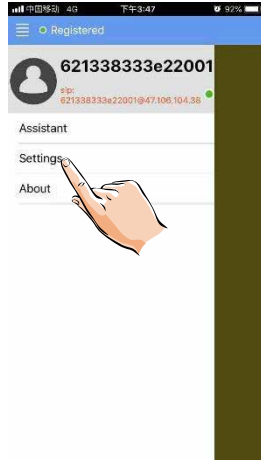 中国移动 4G 下午3:47 92%
Registered
621338333e22001
sip:
621338333e22001@47.106.104.38
Assistant
Settings
About